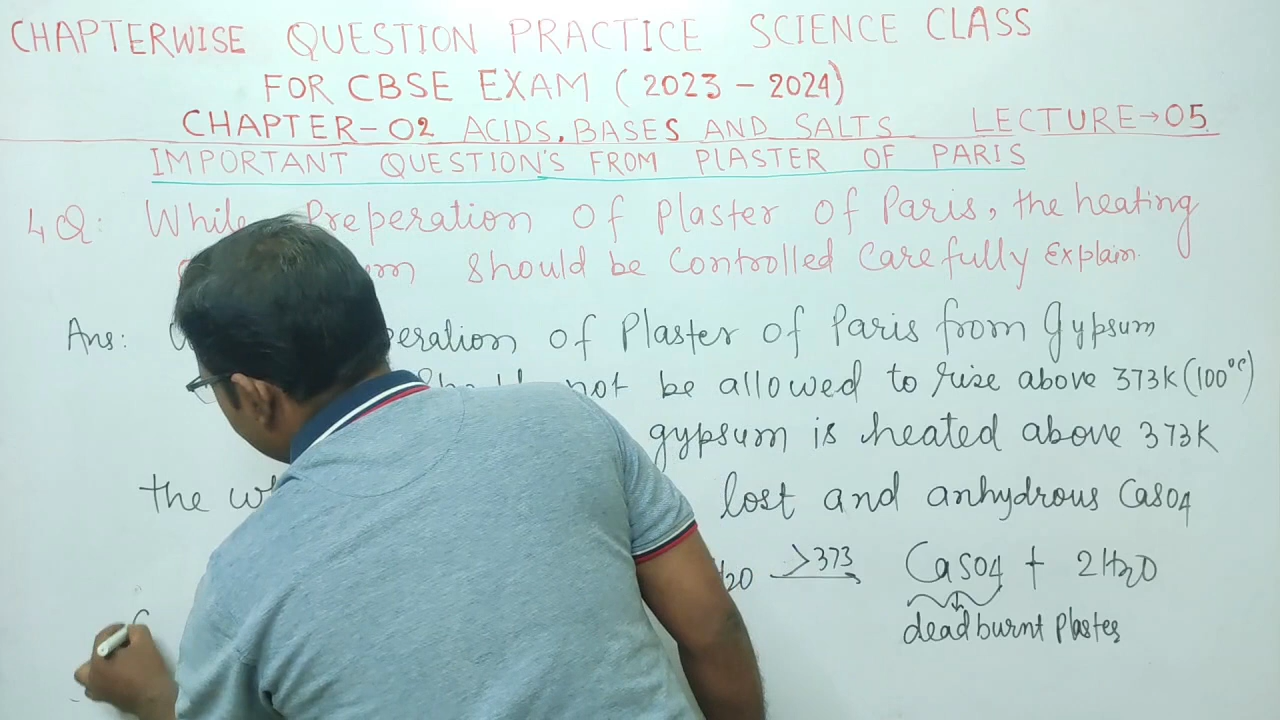 CHAPTERWISE QUESTION PRACTICE SCIENCE CLASS
FOR CBSE EXAM (2023 - 2024)
CHAPTER-02 ACIDS, BASES AND SALTS LECTURE→05
IMPORTANT QUESTION'S FROM PLASTER OF PARIS
4Q: While Preperation Of Plaster Of Paris, the heating
should be Controlled Carefully Explain.
Ans: of Plaster of Paris from Gypsum
not be allowed to rise above 373K(100°C)
gypsum is heated above 373K
the lost and anhydrous CaSO4
>373 CaSO4 + 2H2O
dead burnt Plaster